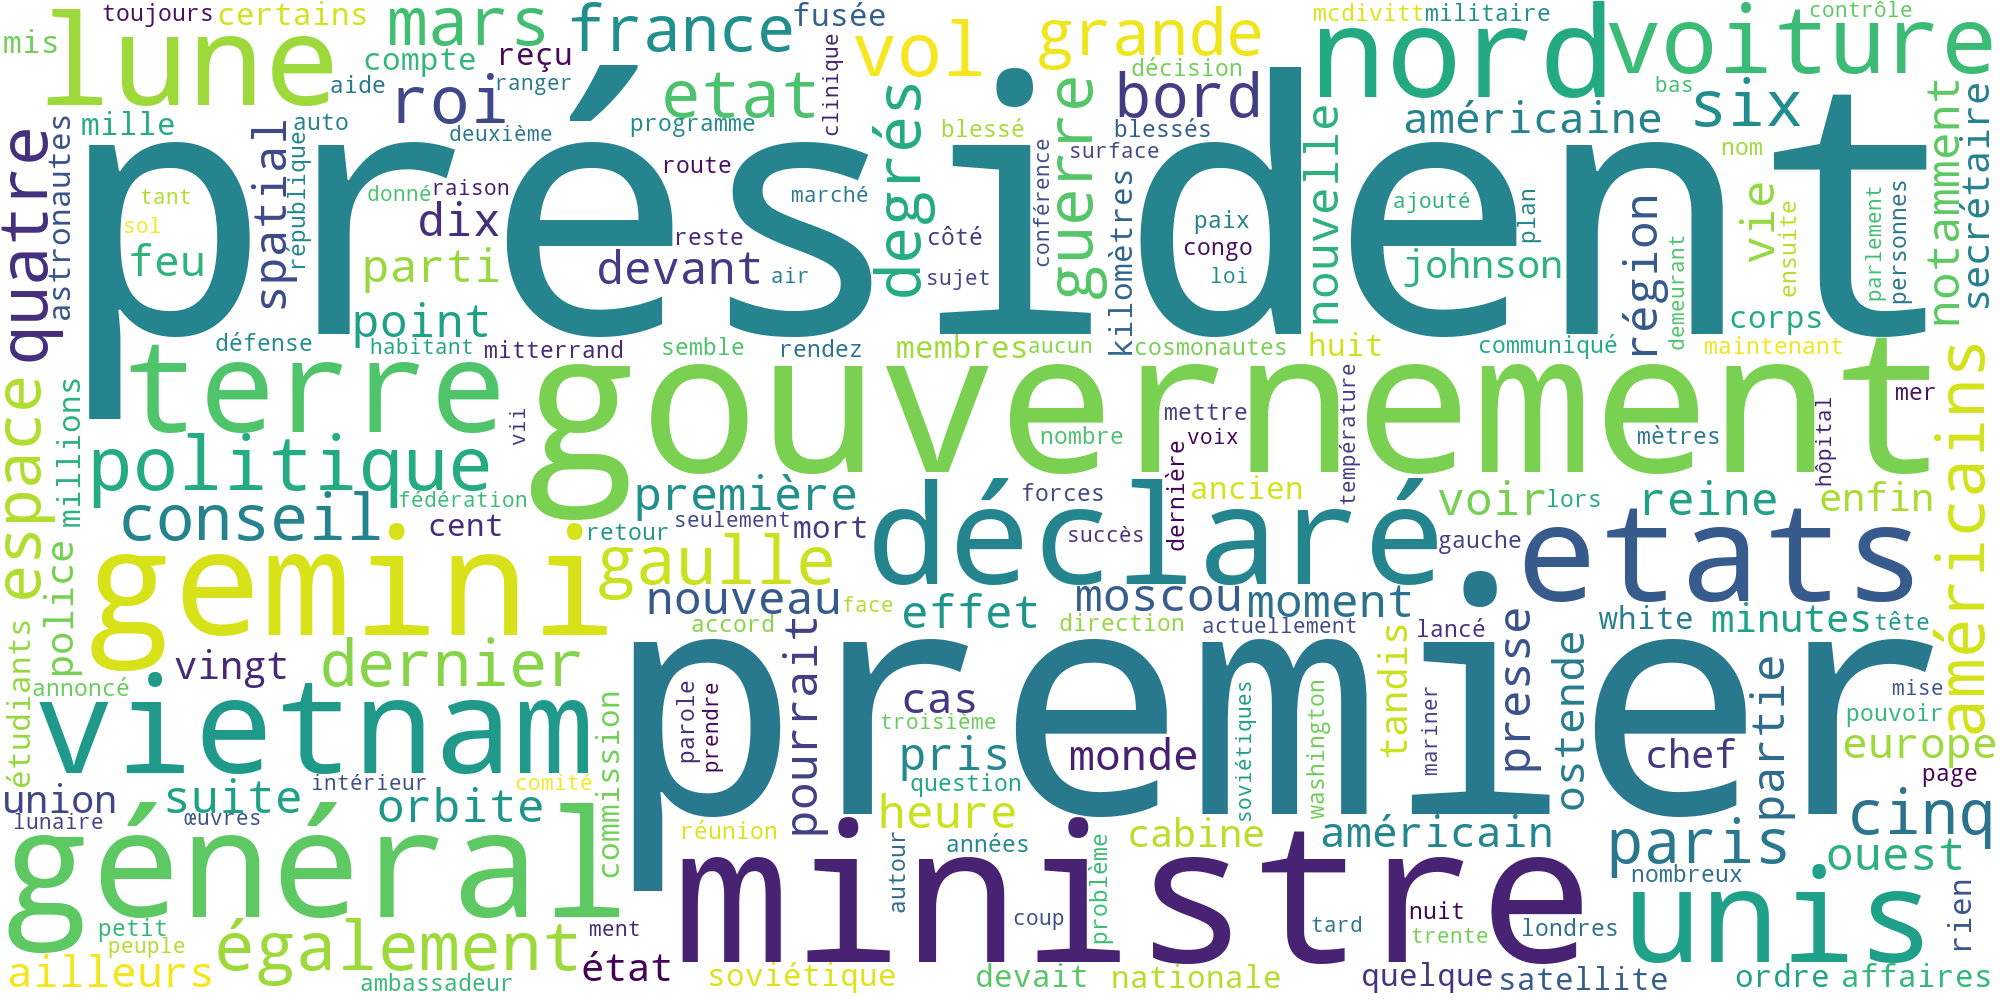 toujours
certains
mars
france
fusée
vol
grande
mcdivitt
militaire
contrôle
mis
lune
compte
reçu
nord
voiture
aide
roi
ranger
etat
clinique
degrés
décision
bord
bas
six
notamment
secrétaire
mille
quatre
astronautes
spatial
auto
république
deuxième
programme
blessé
blessés
guerre
nouvelle
américaine
président
tant
sol
feu
donné
raison
route
dix
parti
reste
devant
marché
air
côté
sujet
conférence
surface
kilomètres
paix
congo
loi
ajouté
johnson
plan
région
nom
vie
ensuite
demeurant
parlement
personnes
corps
point
défense
habitant
mitterrand
semble
rendez
membres
aucun
cosmonautes
huit
communiqué
maintenant
terre
gouvernement
vii
espace
millions
politique
nombre
mettre
voix
température
mètres
hôpital
mer
américains
conseil
fédération
cent
première
seulement
mort
retour
déclaré
forces
succès
dernière
ancien
voir
lors
reine
enfin
gauche
etats
gemini
gaulle
nouveau
face
effet
moscou
moment
police
étudiants
vingt
dernier
accord
pourrait
direction
actuellement
lancé
presse
ostende
white
minutes
tête
premier
annoncé
vietnam
commission
parole
prendre
cas
troisième
pris
question
monde
soviétiques
washington
tandis
mariner
chef
partie
mise
pouvoir
europe
page
union
suite
intérieur
comité
orbite
lunaire
œuvres
général
heure
réunion
années
autour
problème
cabine
américain
paris
cinq
ouest
nombreux
ministre
unis
rien
petit
peuple
également
ailleurs
ambassadeur
ment
état
soviétique
coup
devait
nationale
tard
nuit
trente
quelque
londres
satellite
ordre
affaires